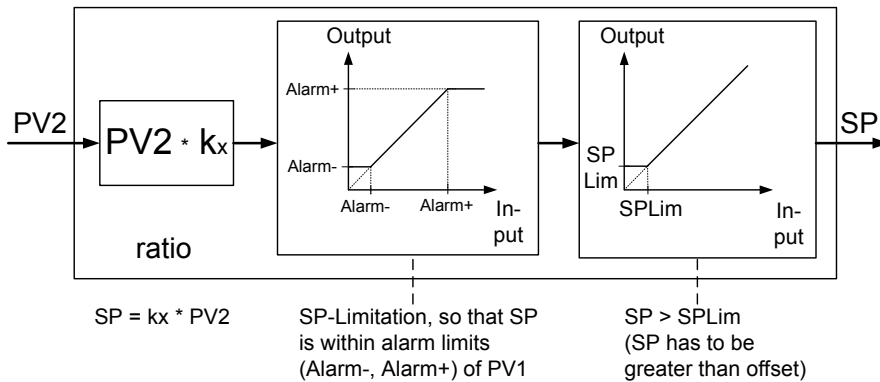 PV2
PV2 * kx
ratio
Output
Alarm+
Alarm-
Alarm-
Alarm+
In-
put
Output
SP
Lim
SPLim
In-
put
SP
SP = kx * PV2
SP-Limitation, so that SP
is within alarm limits
(Alarm-, Alarm+) of PV1
SP > SPLim
(SP has to be
greater than offset)